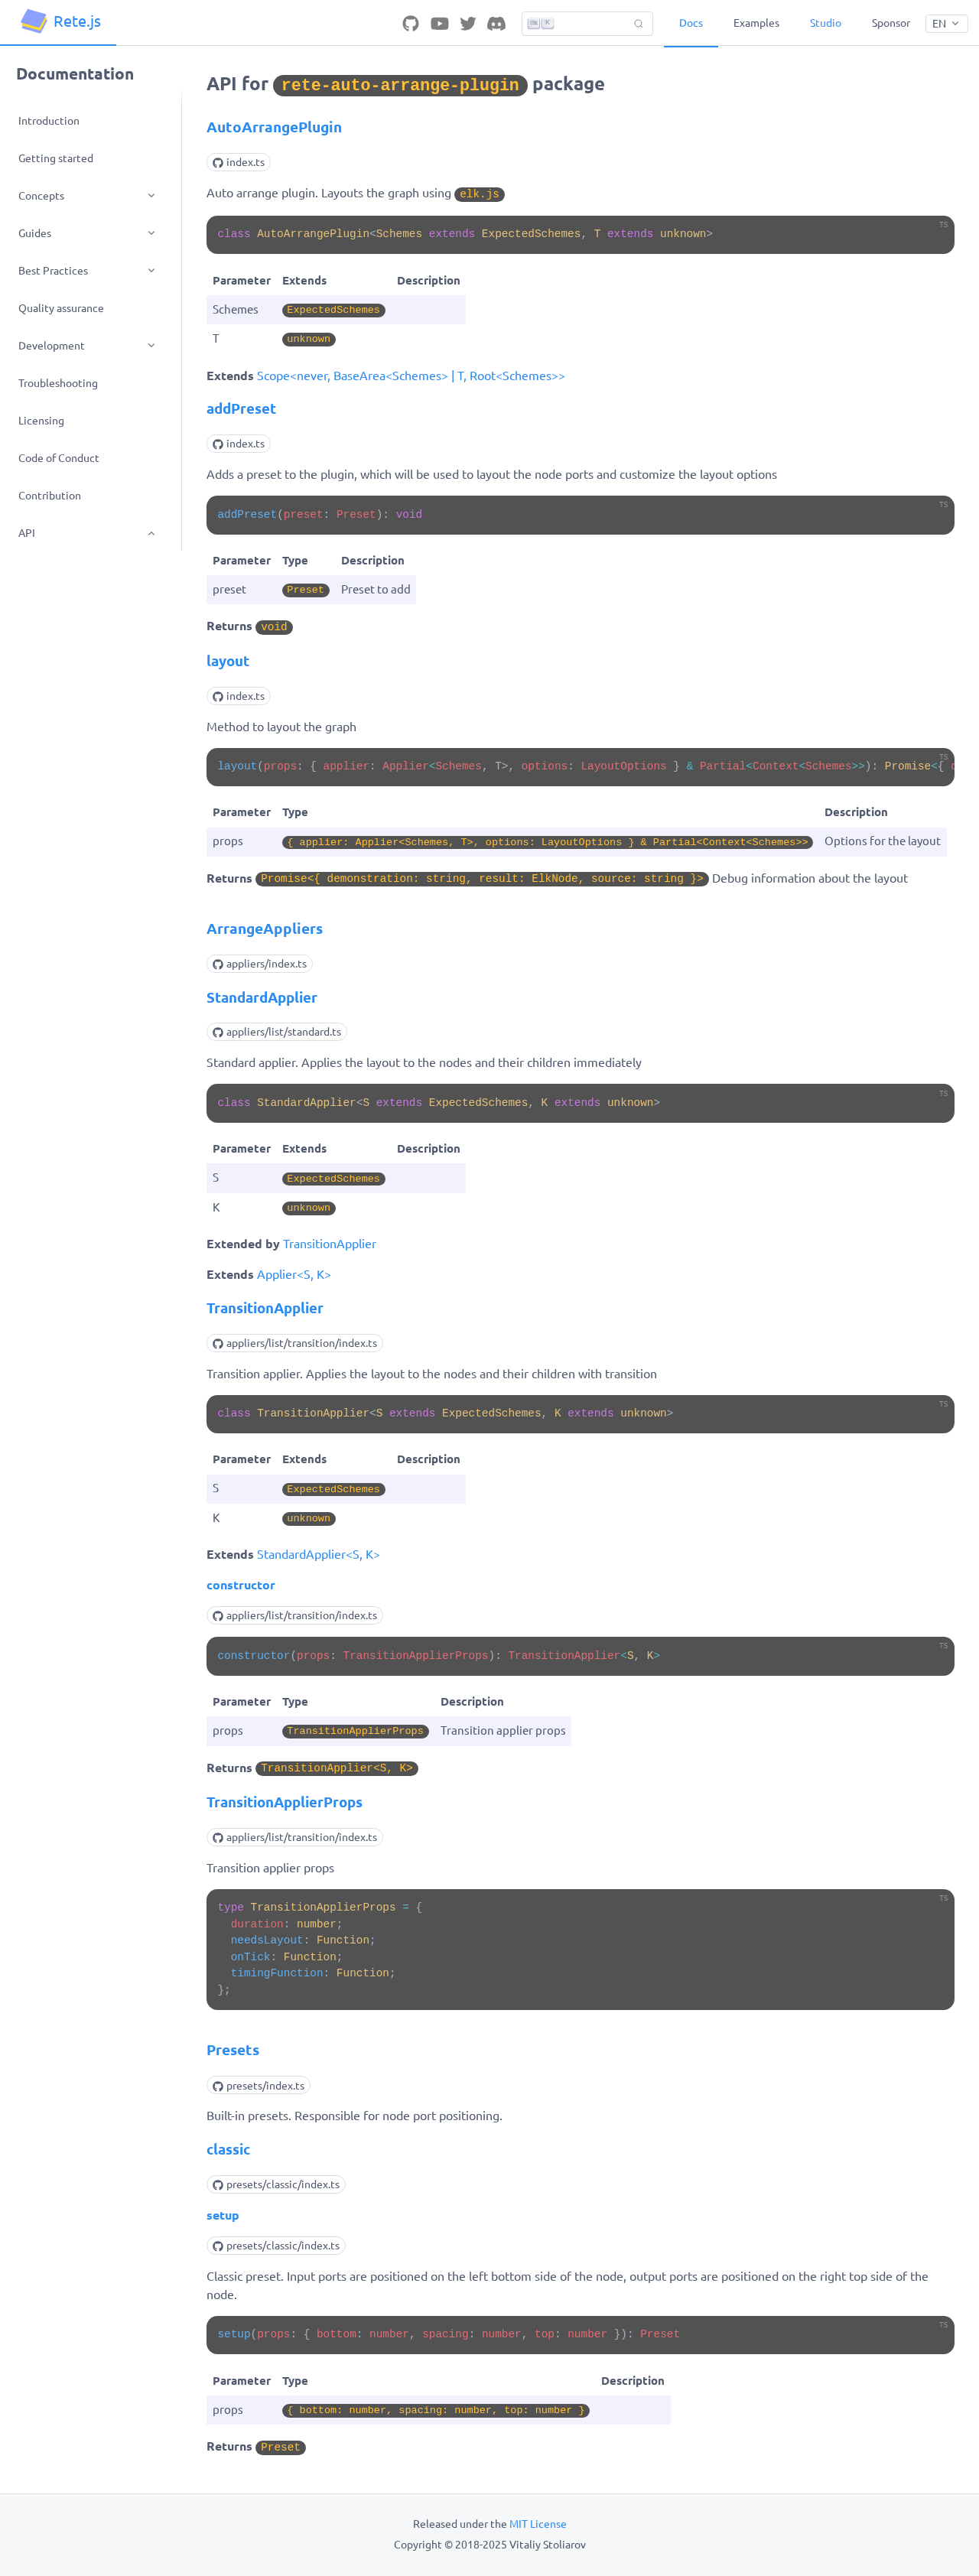 Rete.js
Docs
Examples
Studio
Sponsor
EN
Documentation
Introduction
Getting started
Concepts
Guides
Best Practices
Quality assurance
Development
Troubleshooting
Licensing
Code of Conduct
Contribution
API
API for rete-auto-arrange-plugin package
AutoArrangePlugin
index.ts
Auto arrange plugin. Layouts the graph using elk.js
TS
class AutoArrangePlugin<Schemes extends ExpectedSchemes, T extends unknown>
Parameter Extends Description
Schemes ExpectedSchemes
T unknown
Extends Scope<never, BaseArea<Schemes> | T, Root<Schemes>>
addPreset
index.ts
Adds a preset to the plugin, which will be used to layout the node ports and customize the layout options
TS
addPreset(preset: Preset): void
Parameter Type Description
preset Preset Preset to add
Returns void
layout
index.ts
Method to layout the graph
TS
layout(props: { applier: Applier<Schemes, T>, options: LayoutOptions } & Partial<Context<Schemes>>): Promise<{
Parameter Type Description
props { applier: Applier<Schemes, T>, options: LayoutOptions } & Partial<Context<Schemes>> Options for the layout
Returns Promise<{ demonstration: string, result: ElkNode, source: string }> Debug information about the layout
ArrangeAppliers
appliers/index.ts
StandardApplier
appliers/list/standard.ts
Standard applier. Applies the layout to the nodes and their children immediately
TS
class StandardApplier<S extends ExpectedSchemes, K extends unknown>
Parameter Extends Description
S ExpectedSchemes
K unknown
Extended by TransitionApplier
Extends Applier<S, K>
TransitionApplier
appliers/list/transition/index.ts
Transition applier. Applies the layout to the nodes and their children with transition
TS
class TransitionApplier<S extends ExpectedSchemes, K extends unknown>
Parameter Extends Description
S ExpectedSchemes
K unknown
Extends StandardApplier<S, K>
constructor
appliers/list/transition/index.ts
TS
constructor(props: TransitionApplierProps): TransitionApplier<S, K>
Parameter Type Description
props TransitionApplierProps Transition applier props
Returns TransitionApplier<S, K>
TransitionApplierProps
appliers/list/transition/index.ts
Transition applier props
TS
type TransitionApplierProps = {
duration: number;
needsLayout: Function;
onTick: Function;
timingFunction: Function;
};
Presets
presets/index.ts
Built-in presets. Responsible for node port positioning.
classic
presets/classic/index.ts
setup
presets/classic/index.ts
Classic preset. Input ports are positioned on the left bottom side of the node, output ports are positioned on the right top side of the
node.
TS
setup(props: { bottom: number, spacing: number, top: number }): Preset
Parameter Type Description
props { bottom: number, spacing: number, top: number }
Returns Preset
Released under the MIT License
Copyright © 2018-2025 Vitaliy Stoliarov